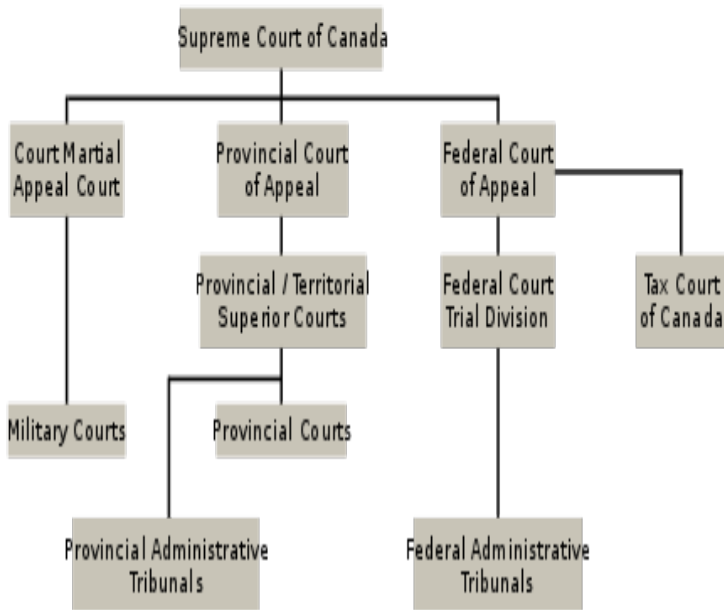 Supreme Court of Canada
Court Martial
Appeal Court
Provincial Court
of Appeal
Federal Court
of Appeal
Provincial / Territorial
Superior Courts
Federal Court
Trial Division
Tax Court
of Canada
Military Courts
Provincial Courts
Provincial Administrative
Tribunals
Federal Administrative
Tribunals